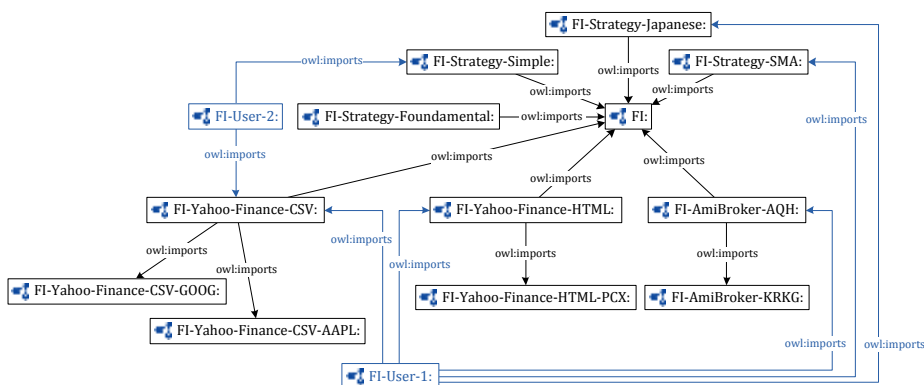 FI-Strategy-Japanese:
owl:imports
FI-Strategy-Simple:
owl:imports
FI-Strategy-SMA:
owl:imports
owl:imports
owl:imports
FI-User-2:
FI-Strategy-Foundamental:
owl:imports
FI:
owl:imports
owl:imports
owl:imports
owl:imports
owl:imports
FI-Yahoo-Finance-CSV:
FI-Yahoo-Finance-HTML:
FI-AmiBroker-AQH:
owl:imports
owl:imports
owl:imports
owl:imports
owl:imports
owl:imports
FI-Yahoo-Finance-CSV-GOOG:
FI-Yahoo-Finance-HTML-PCX:
FI-AmiBroker-KRKG:
FI-Yahoo-Finance-CSV-AAPL:
owl:imports
owl:imports
FI-User-1: